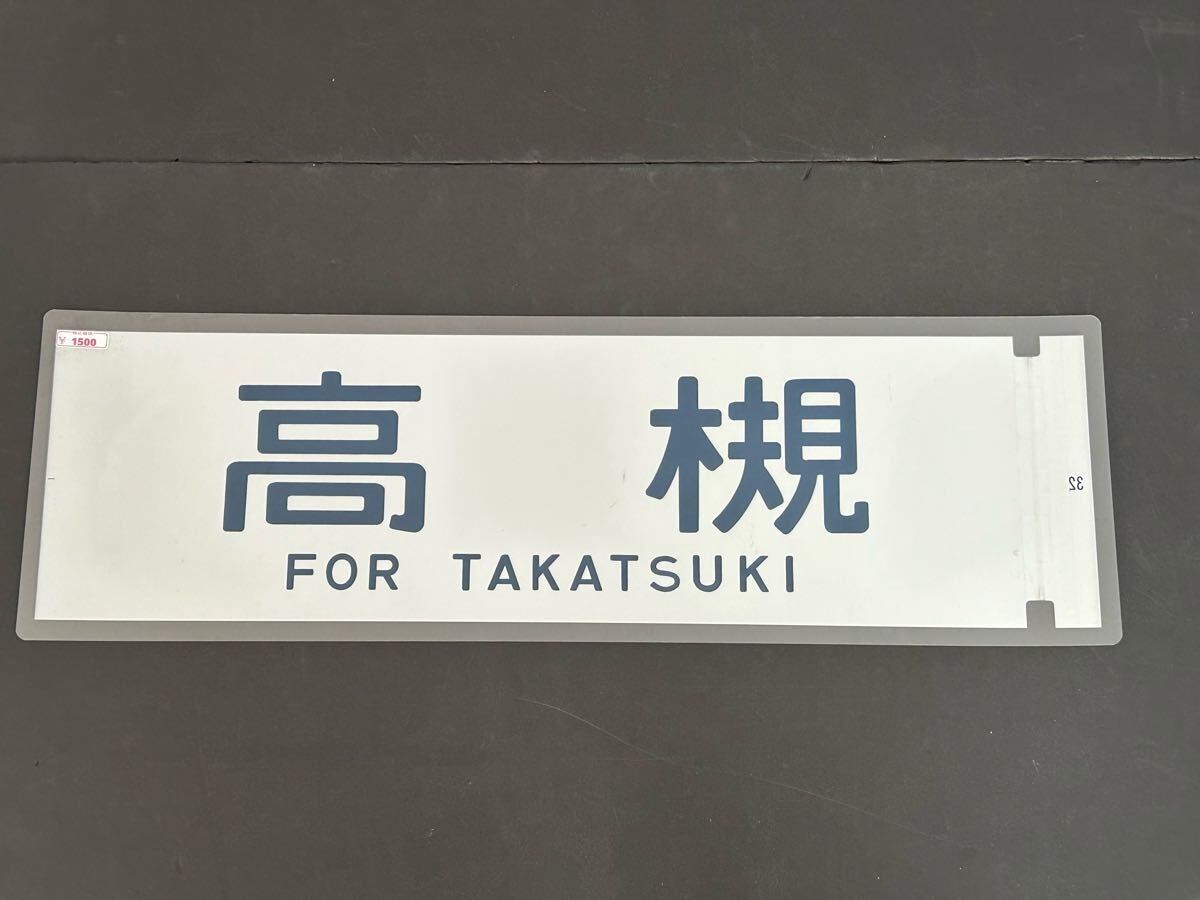 ¥ 1500
高槻
FOR TAKATSUKI
32